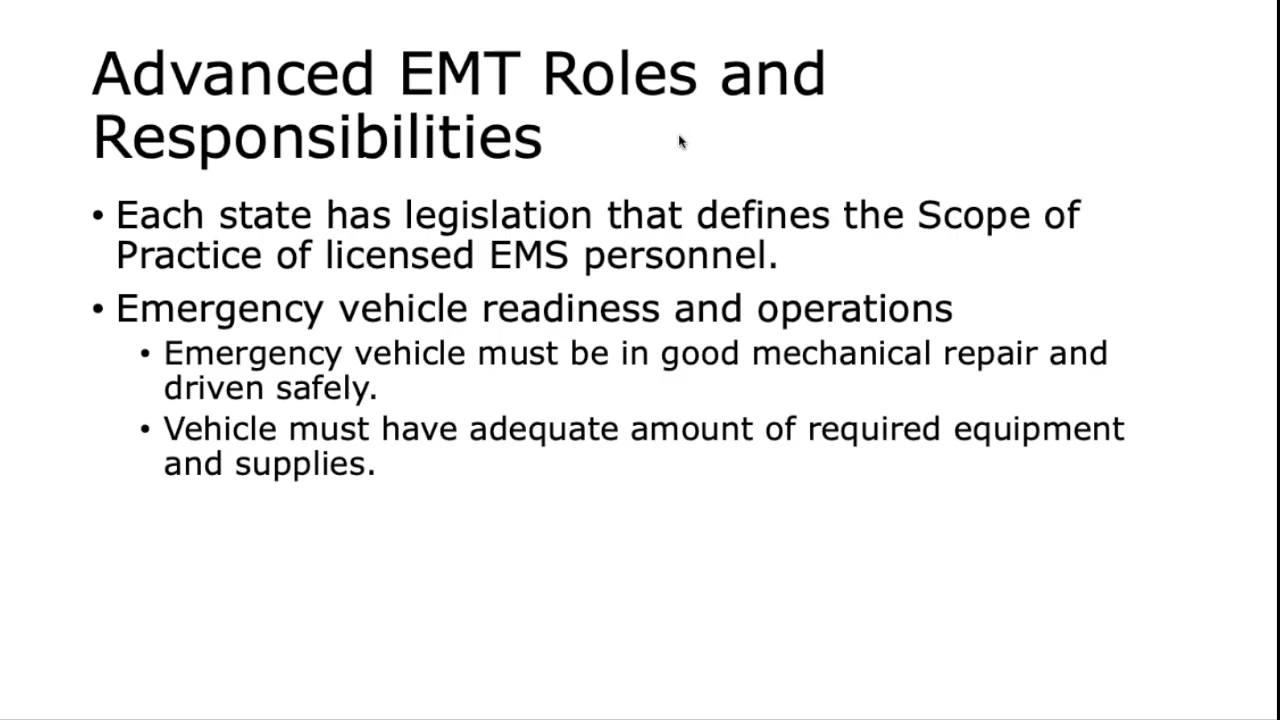 Advanced EMT Roles and
Responsibilities
• Each state has legislation that defines the Scope of
Practice of licensed EMS personnel.
• Emergency vehicle readiness and operations
• Emergency vehicle must be in good mechanical repair and
driven safely.
• Vehicle must have adequate amount of required equipment
and supplies.